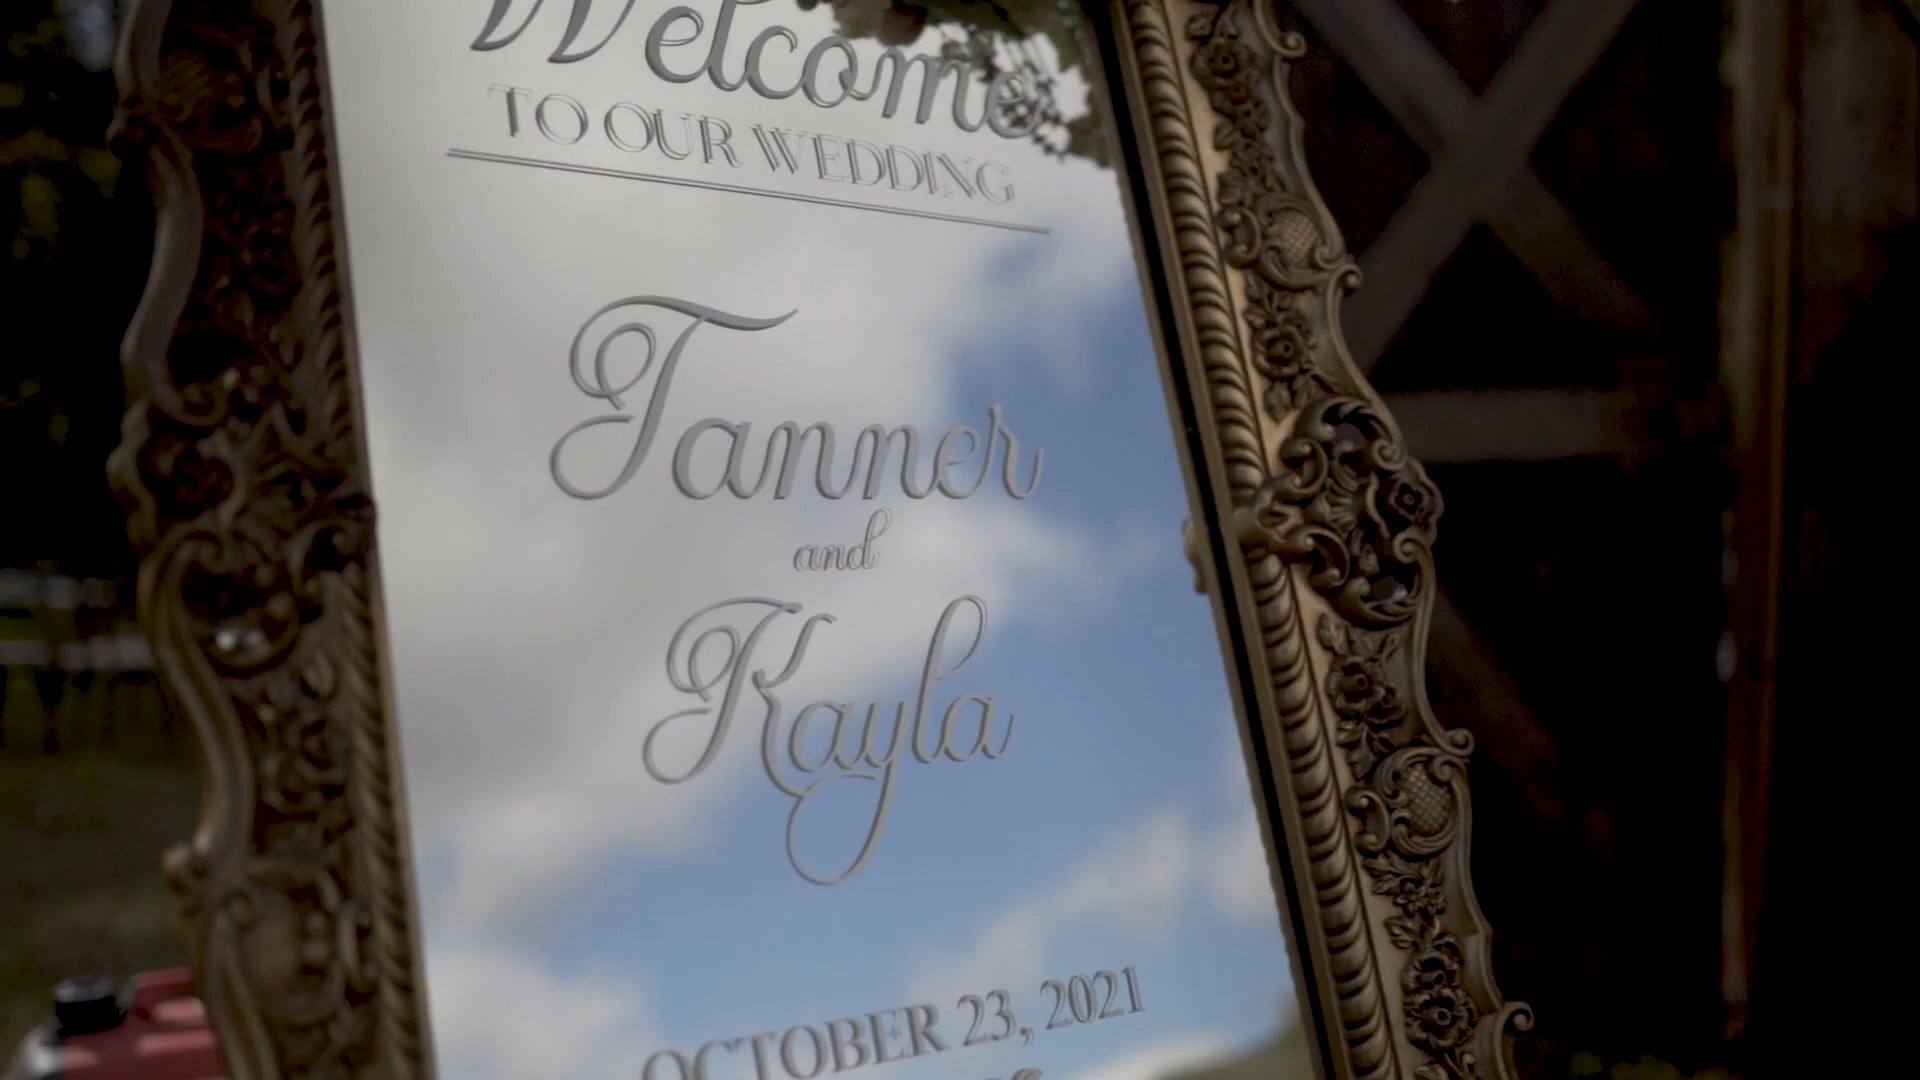 Welcome
TO OUR WEDDING
Tanner
and
Kayla
OCTOBER 23, 2021